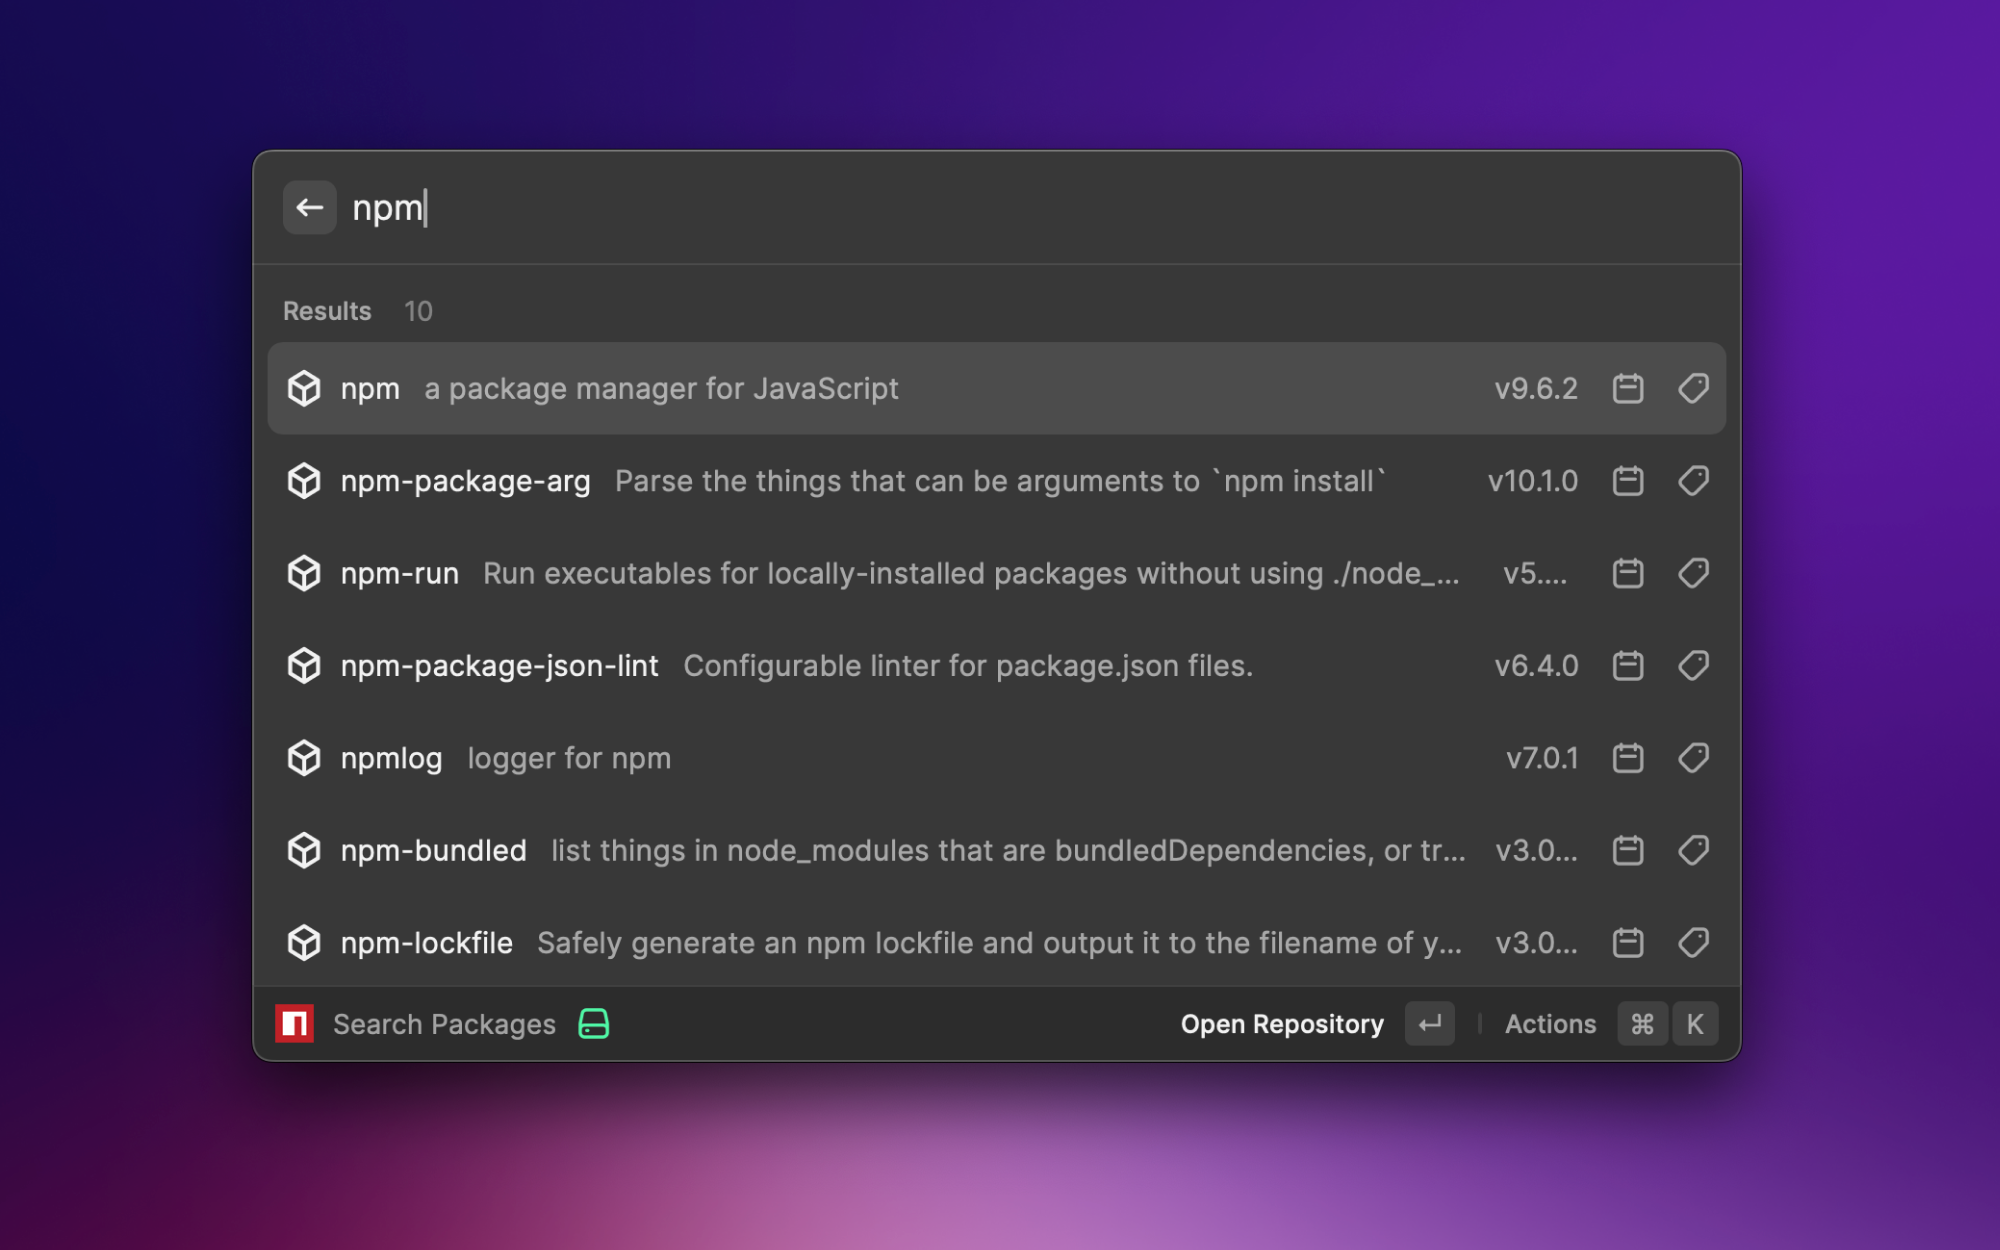 npm
Results 10
npm a package manager for JavaScript v9.6.2
npm-package-arg Parse the things that can be arguments to `npm install` v10.1.0
npm-run Run executables for locally-installed packages without using ./node_... v5....
npm-package-json-lint Configurable linter for package.json files. v6.4.0
npmlog logger for npm v7.0.1
npm-bundled list things in node_modules that are bundledDependencies, or tr... v3.0...
npm-lockfile Safely generate an npm lockfile and output it to the filename of y... v3.0...
Search Packages Open Repository ↵ Actions ⌘ K